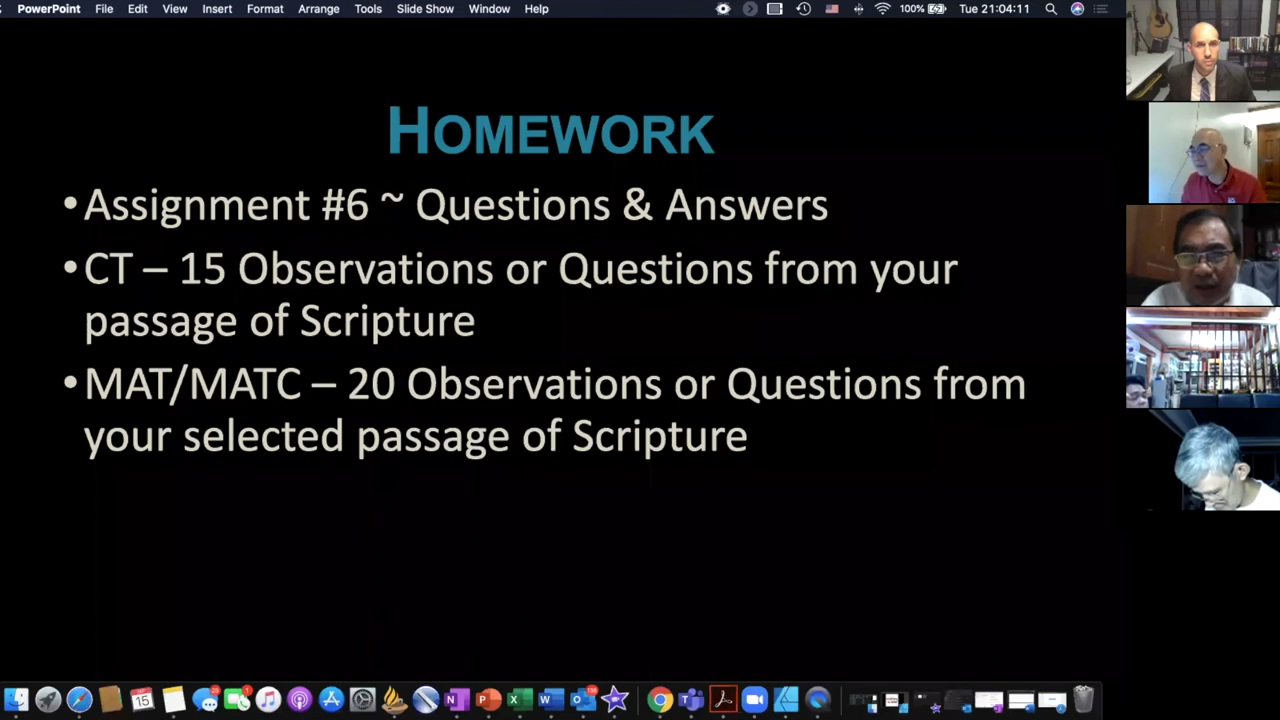 PowerPoint File Edit View Insert Format Arrange Tools Slide Show Window Help 100% Tue 21:04:11
HOMEWORK
•Assignment #6 ~ Questions & Answers
•CT – 15 Observations or Questions from your
passage of Scripture
•MAT/MATC – 20 Observations or Questions from
your selected passage of Scripture
15